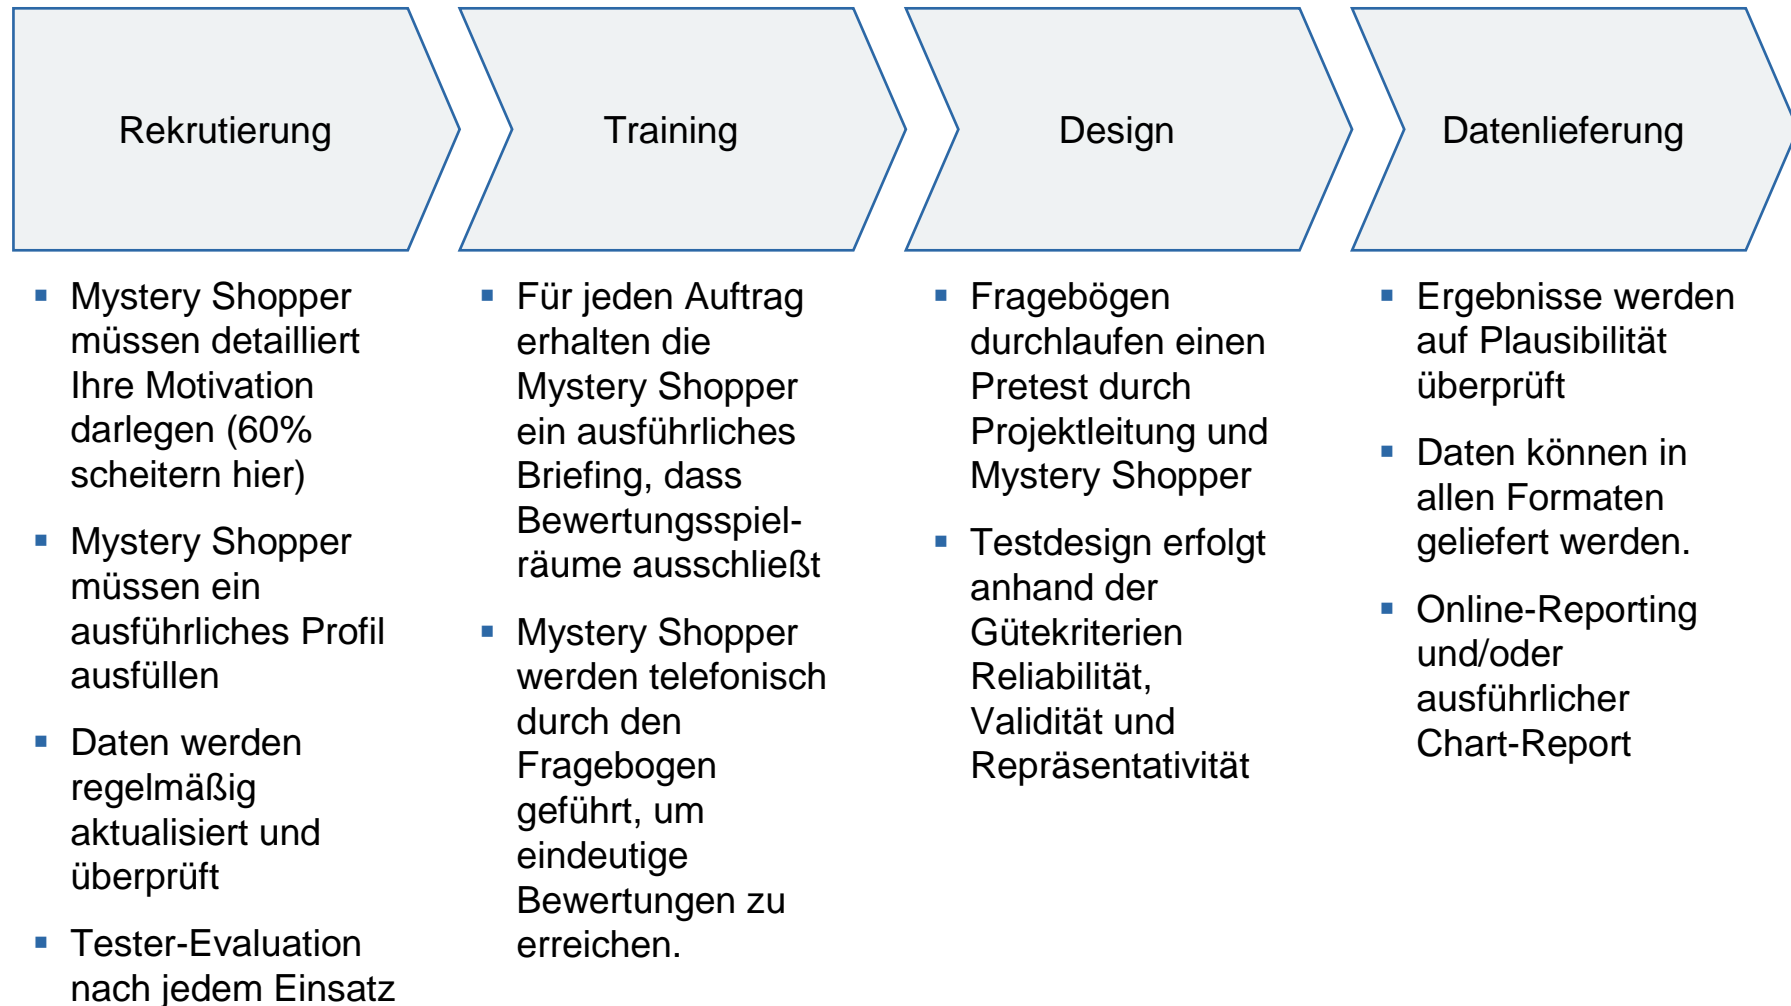 Rekrutierung
Training
Design
Datenlieferung
▪ Mystery Shopper
müssen detailliert
Ihre Motivation
darlegen (60%
scheitern hier)
▪ Mystery Shopper
müssen ein
ausführliches Profil
ausfüllen
▪ Daten werden
regelmäßig
aktualisiert und
überprüft
▪ Tester-Evaluation
nach jedem Einsatz
▪ Für jeden Auftrag
erhalten die
Mystery Shopper
ein ausführliches
Briefing, dass
Bewertungsspiel-
räume ausschließt
▪ Mystery Shopper
werden telefonisch
durch den
Fragebogen
geführt, um
eindeutige
Bewertungen zu
erreichen.
▪ Fragebögen
durchlaufen einen
Pretest durch
Projektleitung und
Mystery Shopper
▪ Testdesign erfolgt
anhand der
Gütekriterien
Reliabilität,
Validität und
Repräsentativität
▪ Ergebnisse werden
auf Plausibilität
überprüft
▪ Daten können in
allen Formaten
geliefert werden.
▪ Online-Reporting
und/oder
ausführlicher
Chart-Report